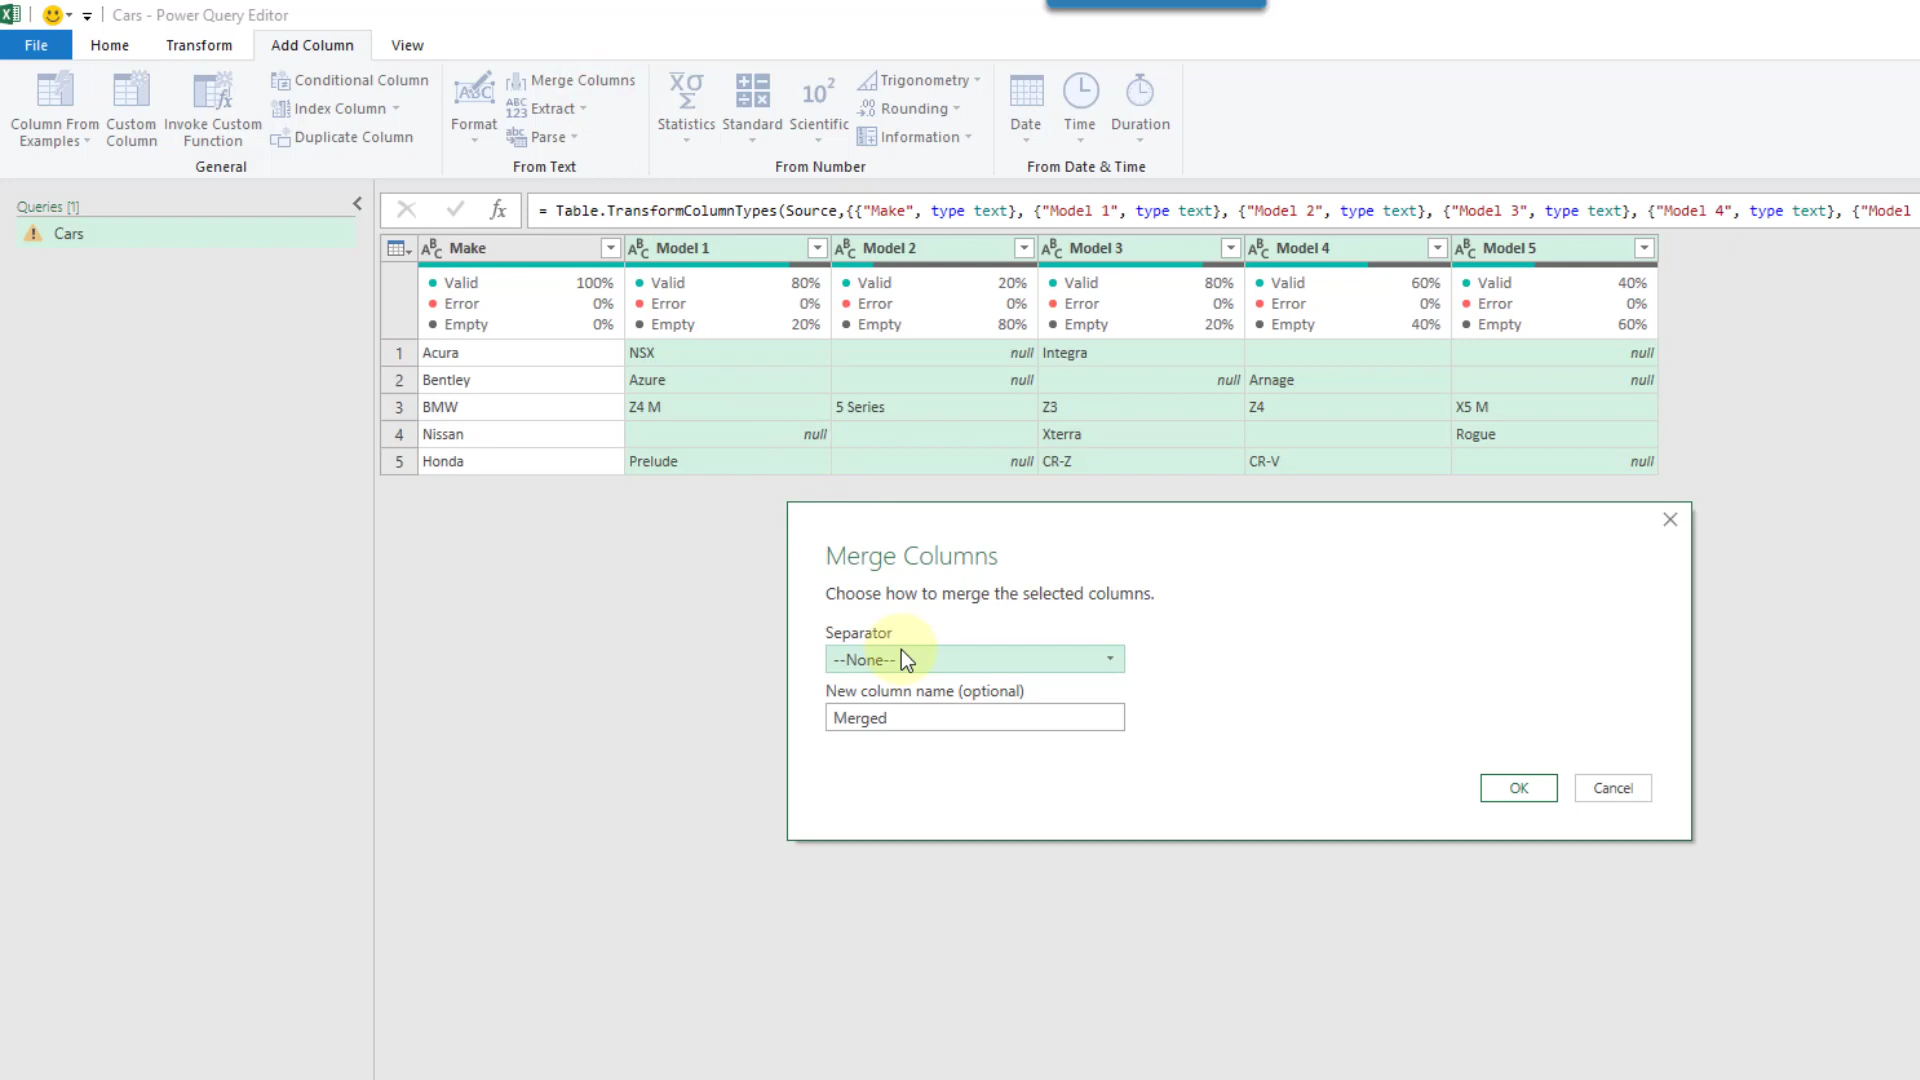 Cars - Power Query Editor
File Home Transform Add Column View
Column From Examples
Custom Column
Invoke Custom Function
Conditional Column
Index Column
Duplicate Column
General
Format
Merge Columns
Extract
Parse
From Text
Statistics
Standard
Scientific
Trigonometry
Rounding
Information
From Number
Date
Time
Duration
From Date & Time
Queries [1]
Cars
= Table.TransformColumnTypes(Source,{{"Make", type text}, {"Model 1", type text}, {"Model 2", type text}, {"Model 3", type text}, {"Model 4", type text}, {"Model
Make Model 1 Model 2 Model 3 Model 4 Model 5
Valid 100% Valid 80% Valid 20% Valid 80% Valid 60% Valid 40%
Error 0% Error 0% Error 0% Error 0% Error 0% Error 0%
Empty 0% Empty 20% Empty 80% Empty 20% Empty 40% Empty 60%
1 Acura NSX null Integra null
2 Bentley Azure null null Arnage null
3 BMW Z4 M 5 Series Z3 Z4 X5 M
4 Nissan null Xterra Rogue
5 Honda Prelude null CR-Z CR-V null
Merge Columns
Choose how to merge the selected columns.
Separator
--None--
New column name (optional)
Merged
OK Cancel